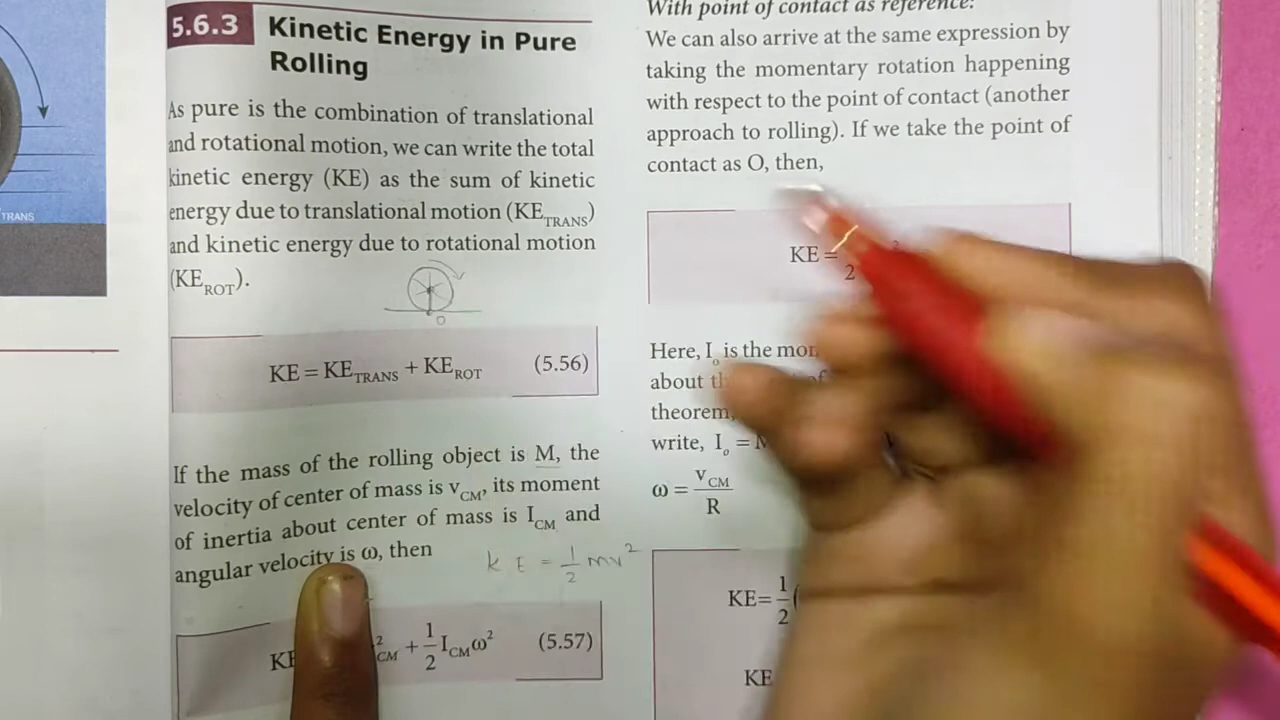 TRANS
5.6.3 Kinetic Energy in Pure
Rolling
As pure is the combination of translational
and rotational motion, we can write the total
kinetic energy (KE) as the sum of kinetic
energy due to translational motion (KE_TRANS)
and kinetic energy due to rotational motion
(KE_ROT).
O
KE = KE_TRANS + KE_ROT (5.56)
If the mass of the rolling object is M, the
velocity of center of mass is v_CM, its moment
of inertia about center of mass is I_CM and
angular velocity is ω, then
KE = 1/2 mv²
² CM + 1/2 I_CM ω² (5.57)
With point of contact as reference:
We can also arrive at the same expression by
taking the momentary rotation happening
with respect to the point of contact (another
approach to rolling). If we take the point of
contact as O, then,
KE = 2
Here, I_o is the
about
theorem,
write, I_o =
ω = v_CM/R
KE = 1/2 (
KE